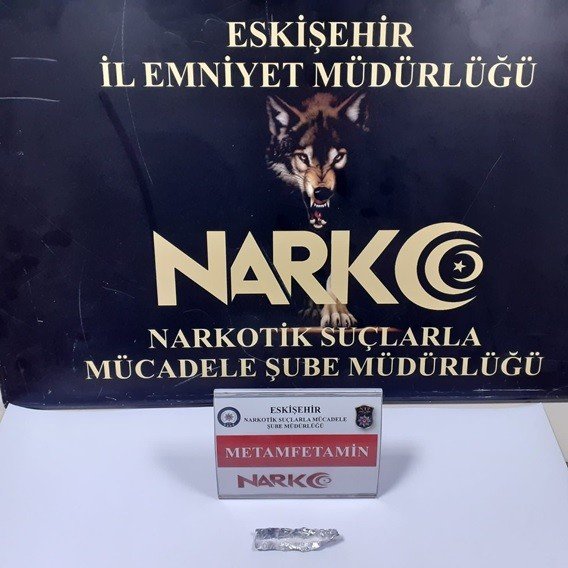 ESKİŞEHİR
İL EMNİYET MÜDÜRLÜĞÜ
NARKO
NARKOTİK SUÇLARLA
MÜCADELE ŞUBE MÜDÜRLÜĞÜ
ESKİŞEHİR
NARKOTİK SUÇLARLA MÜCADELE
ŞUBE MÜDÜRLÜĞÜ
METAMFETAMİN
NARKO